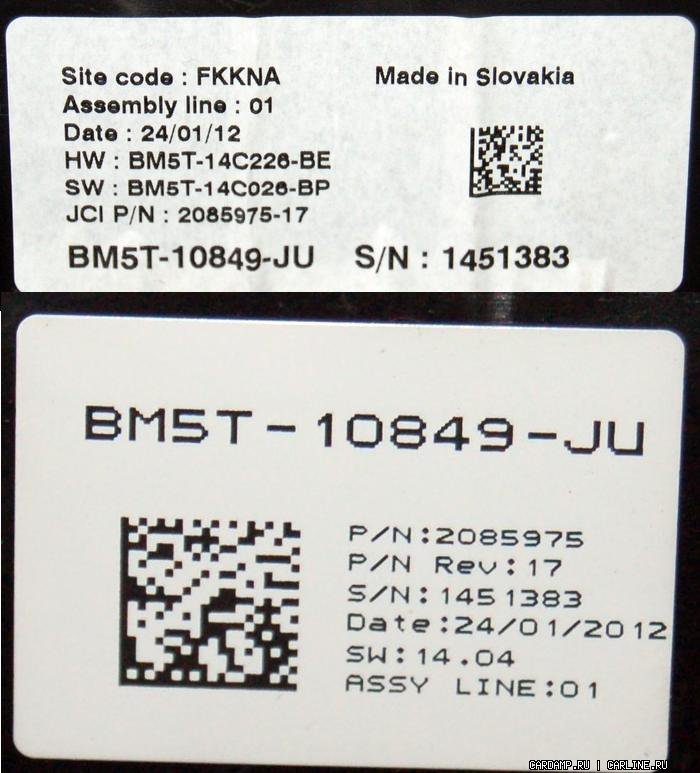 Site code : FKKNA
Made in Slovakia
Assembly line : 01
Date : 24/01/12
HW : BM5T-14C226-BE
SW : BM5T-14C026-BP
JCI P/N : 2085975-17
BM5T-10849-JU S/N : 1451383
BM5T-10849-JU
P/N:2085975
P/N Rev:17
S/N:1451383
Date:24/01/2012
SW:14.04
ASSY LINE:01
CARDAMP.RU | CARLINE.RU